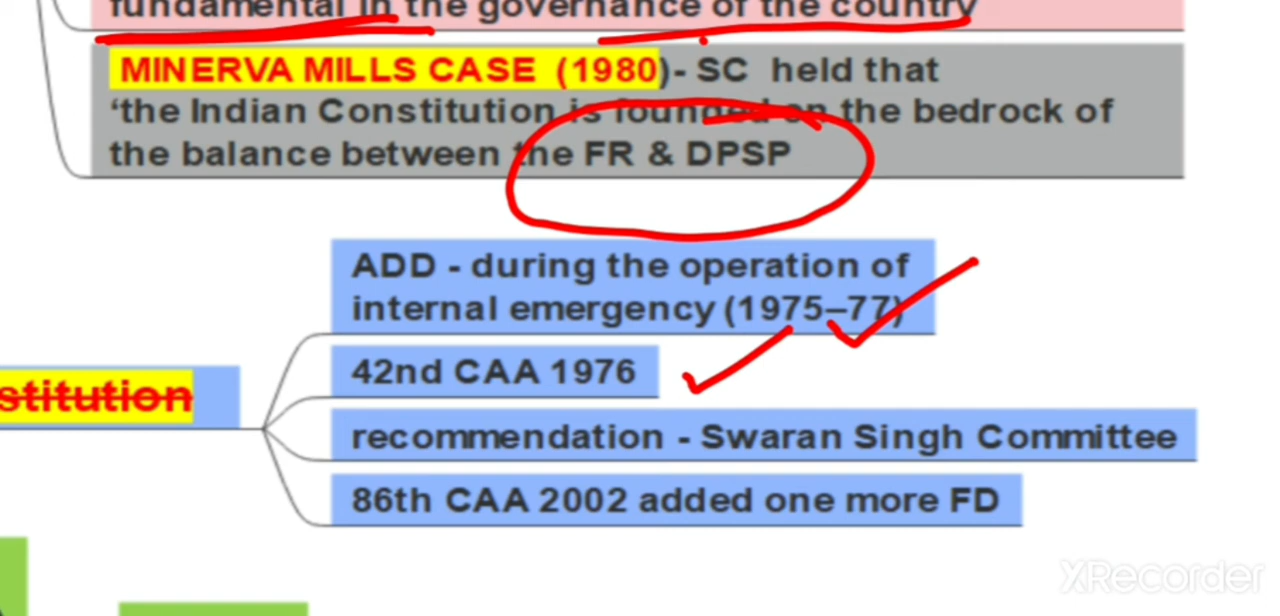 fundamental in the governance of the country
MINERVA MILLS CASE (1980)- SC held that
‘the Indian Constitution is founded on the bedrock of
the balance between the FR & DPSP
ADD - during the operation of
internal emergency (1975–77)
42nd CAA 1976
stitution
recommendation - Swaran Singh Committee
86th CAA 2002 added one more FD
XRecorder